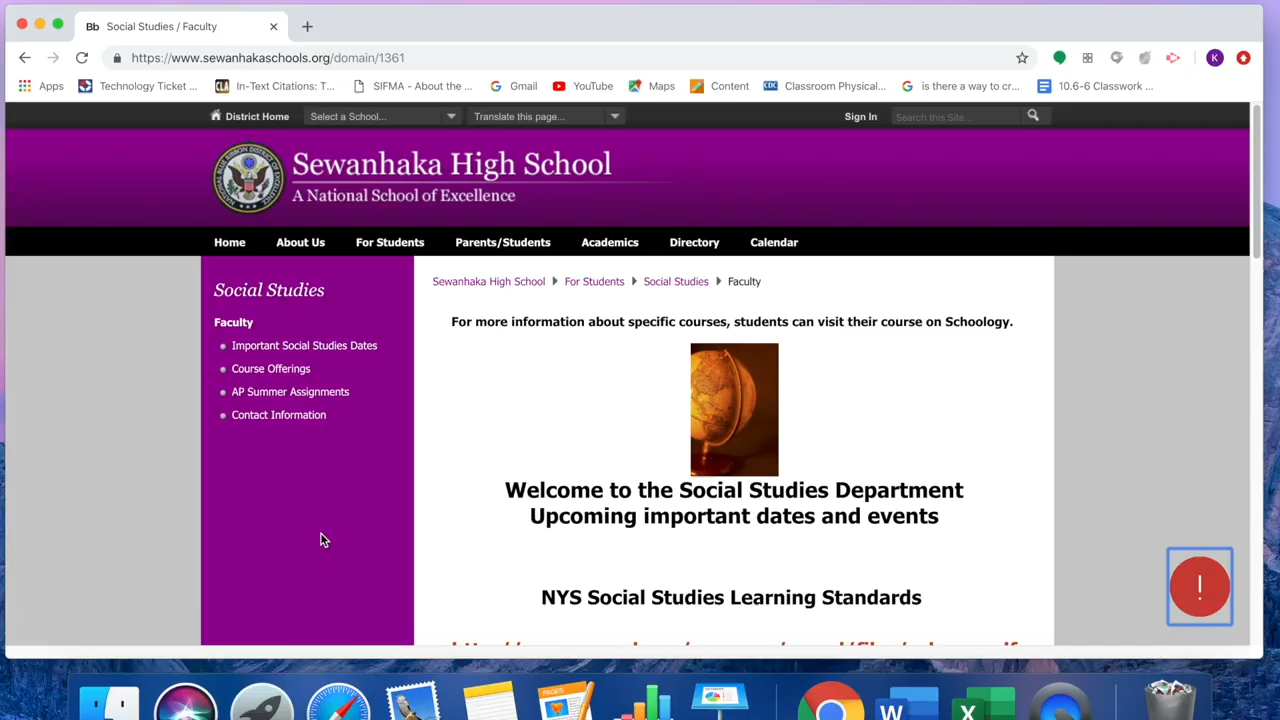 Bb Social Studies / Faculty
https://www.sewanhakaschools.org/domain/1361
K
Apps Technology Ticket ... In-Text Citations: T... SIFMA - About the ... Gmail YouTube Maps Content Classroom Physical... is there a way to cr... 10.6-6 Classwork ...
District Home Select a School... Translate this page... Sign In Search this Site...
Sewanhaka High School
A National School of Excellence
Home About Us For Students Parents/Students Academics Directory Calendar
Social Studies
Faculty
Important Social Studies Dates
Course Offerings
AP Summer Assignments
Contact Information
Sewanhaka High School For Students Social Studies Faculty
For more information about specific courses, students can visit their course on Schoology.
Welcome to the Social Studies Department
Upcoming important dates and events
NYS Social Studies Learning Standards
!
PAGES
W
X